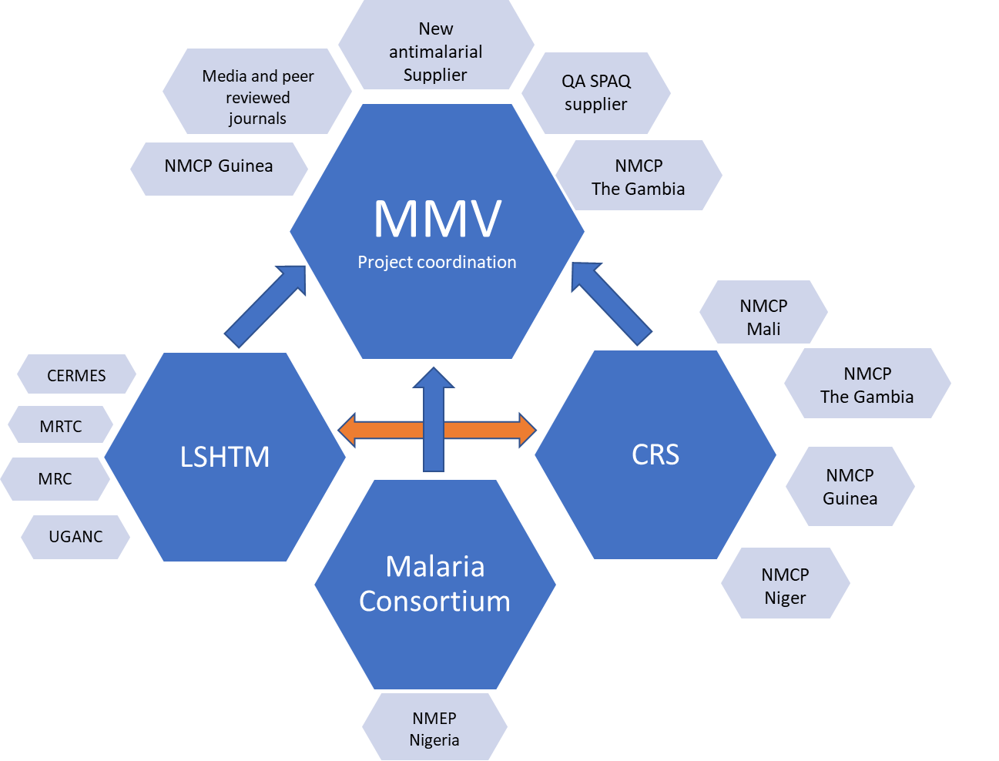 New
antimalarial
Supplier
Media and peer
reviewed
journals
QA SPAQ
supplier
NMCP Guinea
NMCP
The Gambia
MMV
Project coordination
NMCP
Mali
CERMES
NMCP
The Gambia
MRTC
LSHTM
CRS
MRC
NMCP
Guinea
UGANC
Malaria
Consortium
NMCP
Niger
NMEP
Nigeria